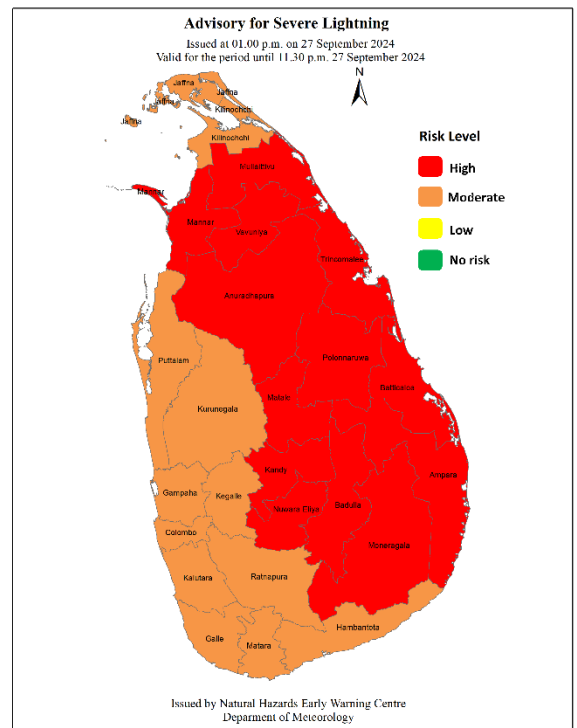 Advisory for Severe Lightning
Issued at 01.00 p.m. on 27 September 2024
Valid for the period until 11.30 p.m. 27 September 2024
N
Jaffna
Jaffna
Jaffna
Kilinochchi
Jaffna
Kilinochchi
Risk Level
High
Moderate
Low
No risk
Mullaitivu
Mannar
Mannar
Vavuniya
Trincomalee
Anuradhapura
Puttalam
Polonnaruwa
Batticaloa
Matale
Kurunegala
Kandy
Ampara
Gampaha
Kegalle
Nuwara Eliya
Badulla
Colombo
Moneragala
Kalutara
Ratnapura
Hambantota
Galle
Matara
Issued by Natural Hazards Early Warning Centre
Deparment of Meteorology